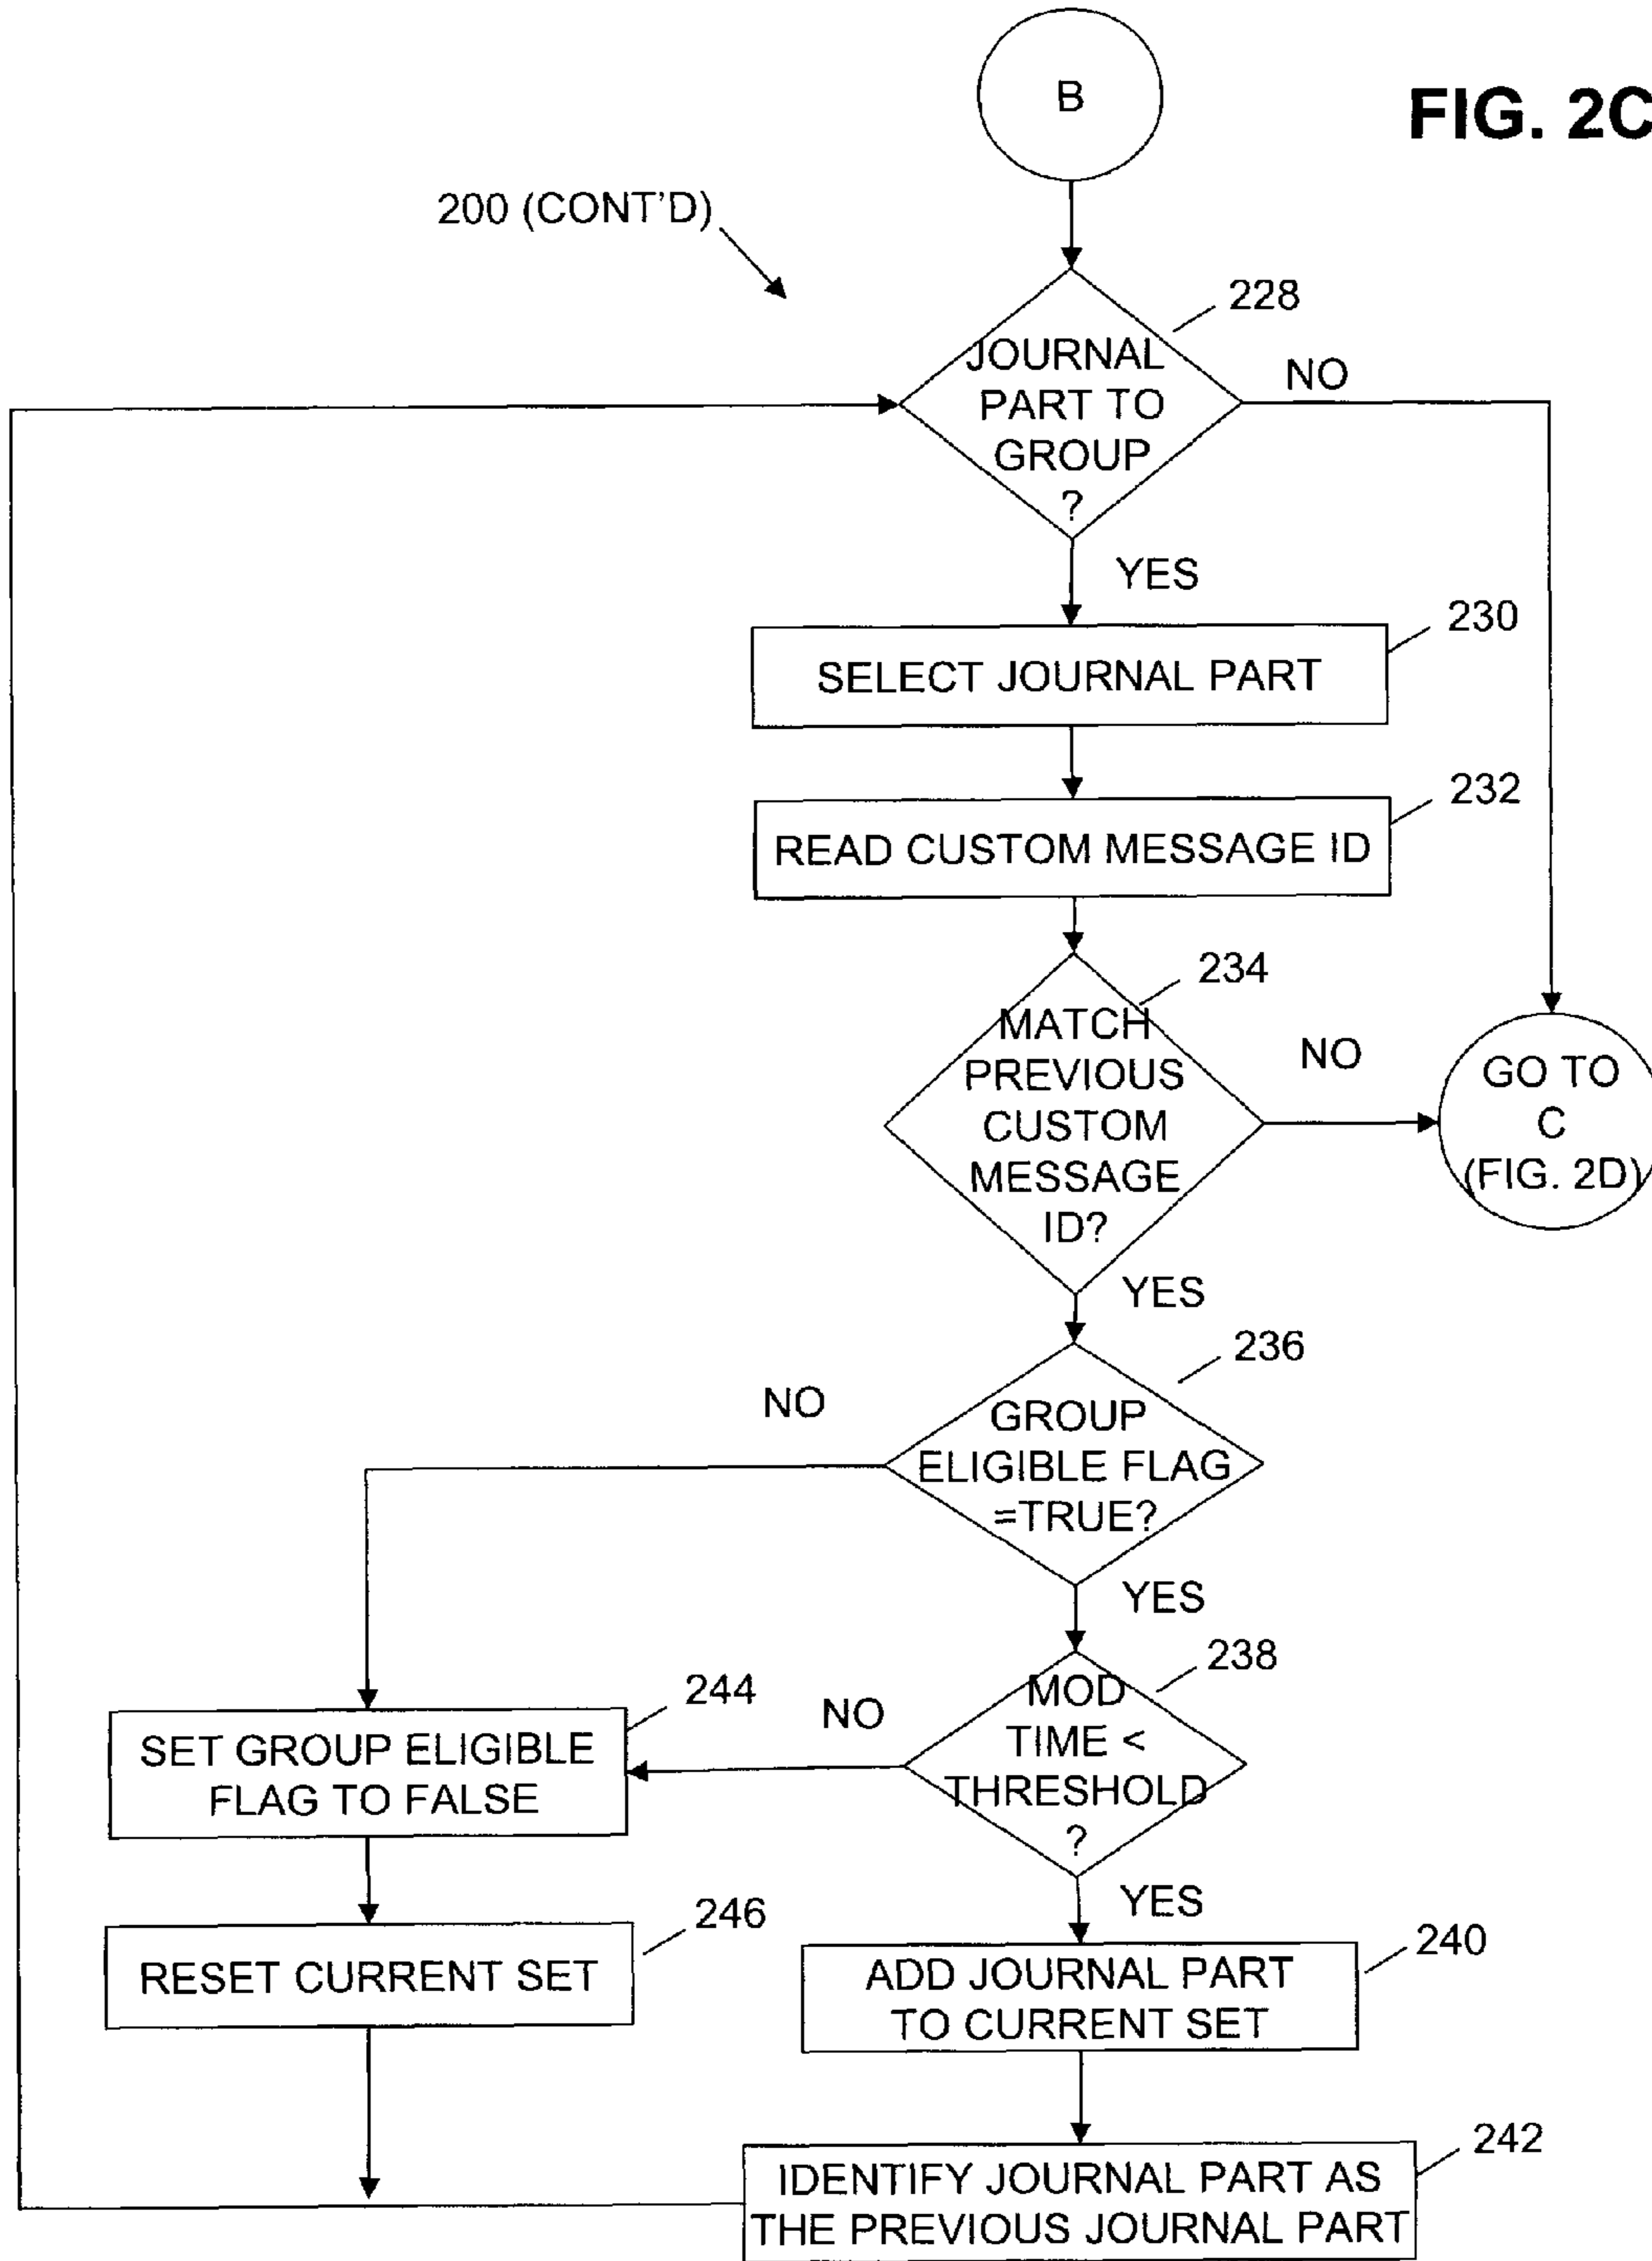 B
FIG. 2C
200 (CONT'D)
228
JOURNAL
PART TO
GROUP
?
NO
YES
230
SELECT JOURNAL PART
232
READ CUSTOM MESSAGE ID
234
MATCH
PREVIOUS
CUSTOM
MESSAGE
ID?
NO
GO TO
C
(FIG. 2D)
YES
236
GROUP
ELIGIBLE FLAG
=TRUE?
NO
YES
238
MOD
TIME <
THRESHOLD
?
NO
244
SET GROUP ELIGIBLE
FLAG TO FALSE
YES
246
RESET CURRENT SET
240
ADD JOURNAL PART
TO CURRENT SET
242
IDENTIFY JOURNAL PART AS
THE PREVIOUS JOURNAL PART